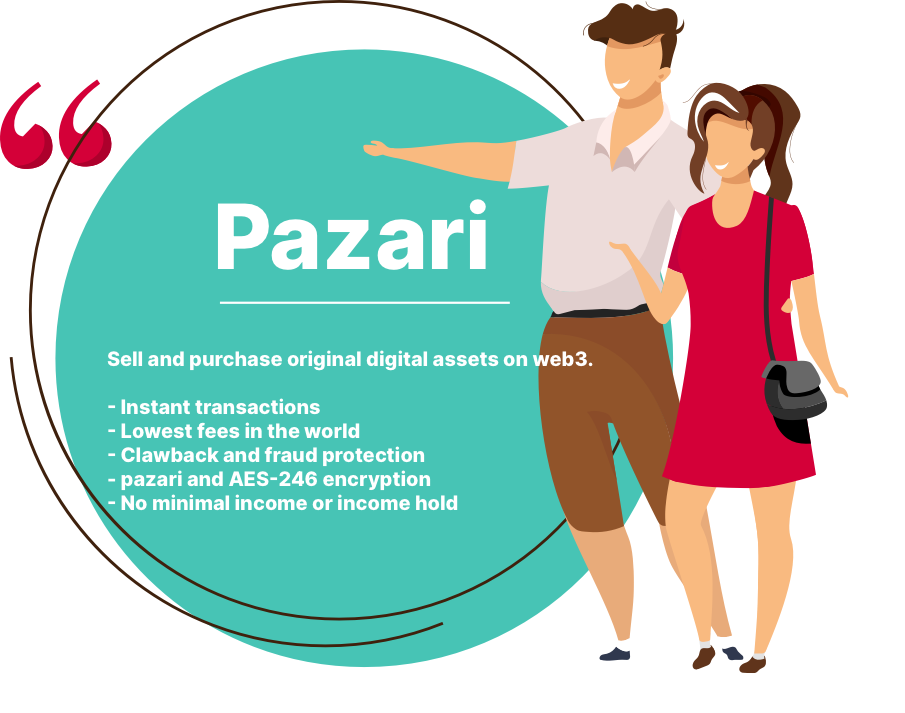 Pazari
Sell and purchase original digital assets on web3.
- Instant transactions
- Lowest fees in the world
- Clawback and fraud protection
- pazari and AES-246 encryption
- No minimal income or income hold